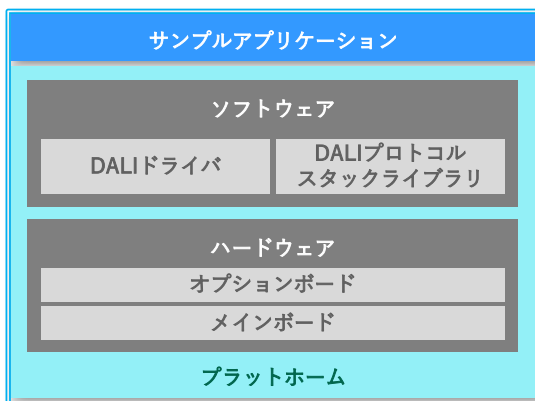 サンプルアプリケーション
ソフトウェア
DALIドライバ
DALIプロトコル
スタックライブラリ
ハードウェア
オプションボード
メインボード
プラットホーム